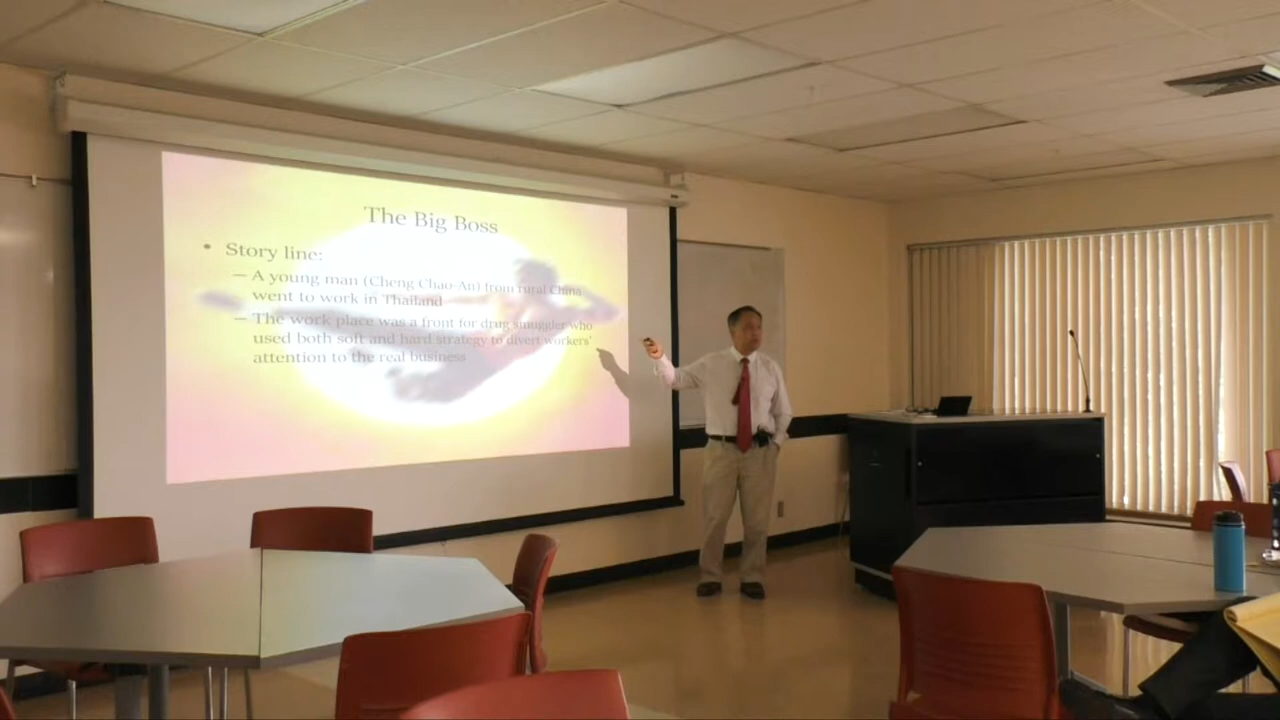 The Big Boss
• Story line:
– A young man (Cheng Chao-An) from rural China
went to work in Thailand
– The work place was a front for drug smuggler who
used both soft and hard strategy to divert workers'
attention to the real business